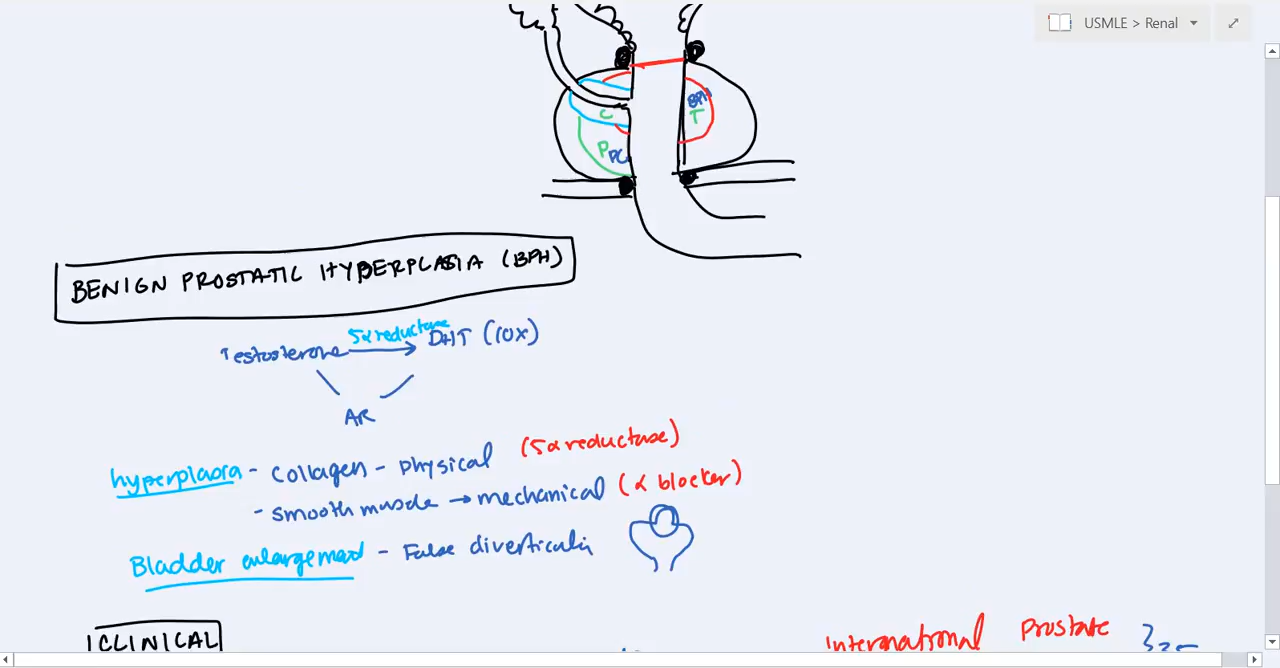 USMLE > Renal
BPH
C T
P PC
BENIGN PROSTATIC HYPERPLASIA (BPH)
5α reductase
Testosterone DHT (10x)
AR
hyperplasia - collagen - physical (5α reductase)
- smooth muscle → mechanical (α blocker)
Bladder enlargement - False diverticuli
CLINICAL
International Prostate